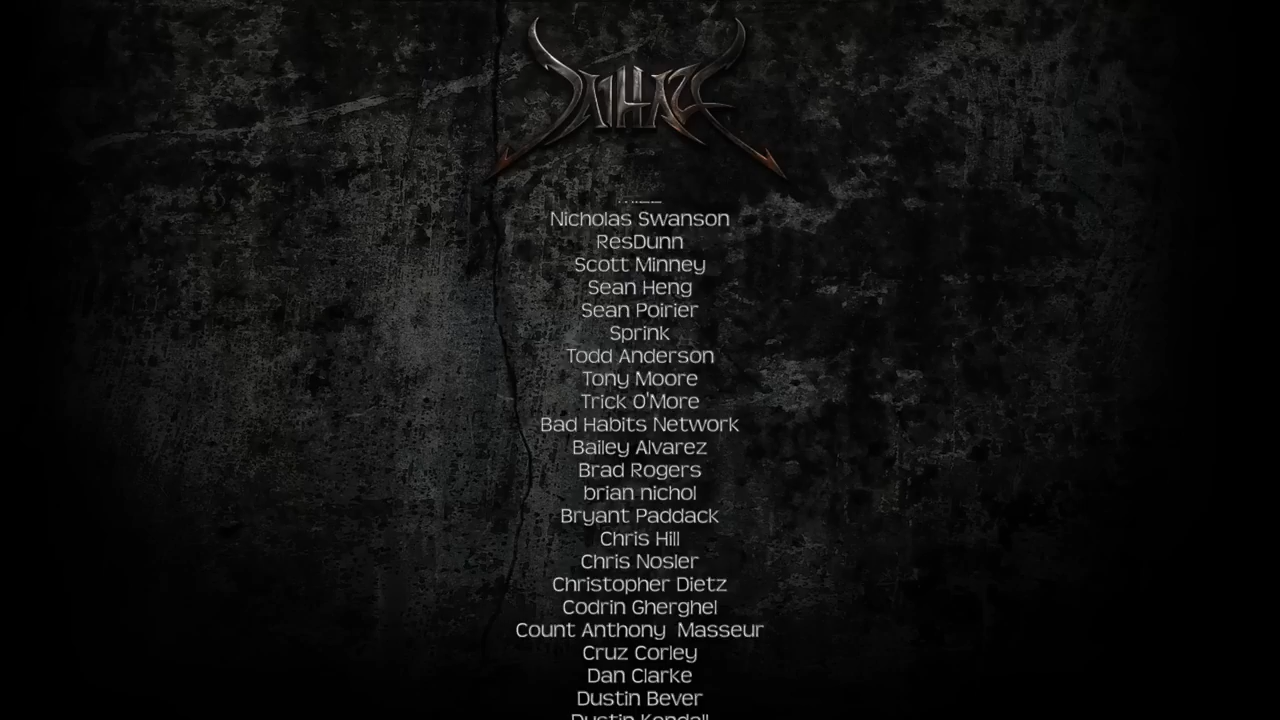 Nicholas Swanson
ResDunn
Scott Minney
Sean Heng
Sean Poirier
Sprink
Todd Anderson
Tony Moore
Trick O'More
Bad Habits Network
Bailey Alvarez
Brad Rogers
brian nichol
Bryant Paddack
Chris Hill
Chris Nosler
Christopher Dietz
Codrin Gherghel
Count Anthony  Masseur
Cruz Corley
Dan Clarke
Dustin Bever
Dustin Kendall